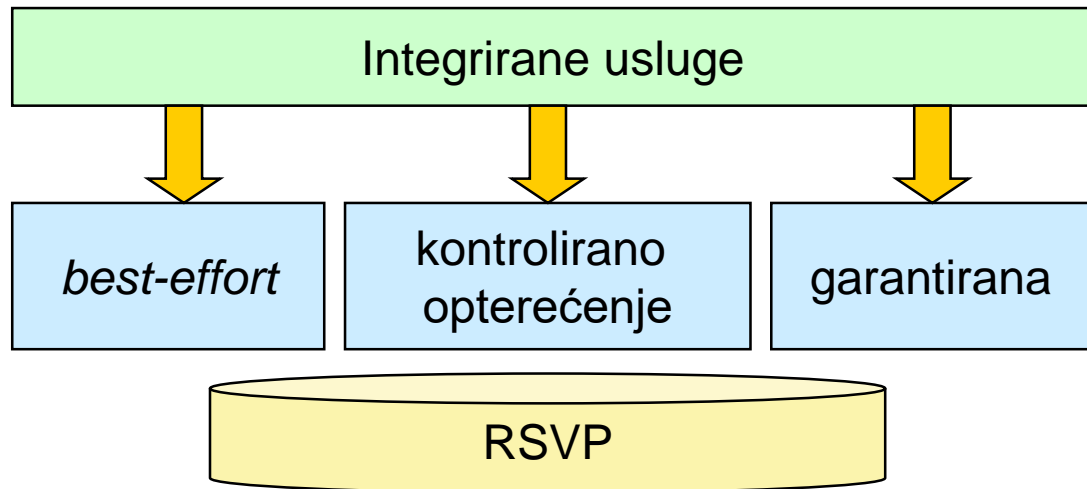 Integrirane usluge
best-effort
kontrolirano
opterećenje
garantirana
RSVP